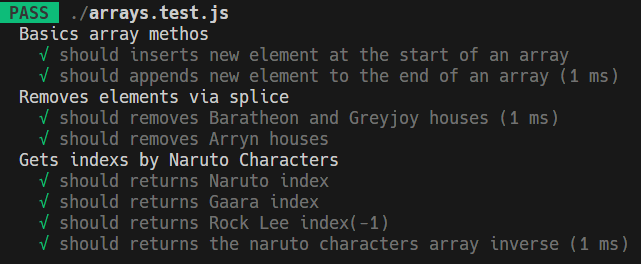 PASS ./arrays.test.js
Basics array methos
√ should inserts new element at the start of an array
√ should appends new element to the end of an array (1 ms)
Removes elements via splice
√ should removes Baratheon and Greyjoy houses (1 ms)
√ should removes Arryn houses
Gets indexs by Naruto Characters
√ should returns Naruto index
√ should returns Gaara index
√ should returns Rock Lee index(-1)
√ should returns the naruto characters array inverse (1 ms)